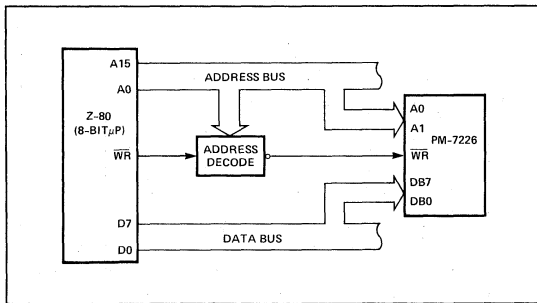 A15
ADDRESS BUS
A0
Z-80
(8-BITμP)
A0
A1
PM-7226
WR
ADDRESS
DECODE
WR
DB7
DB0
D7
DATA BUS
D0